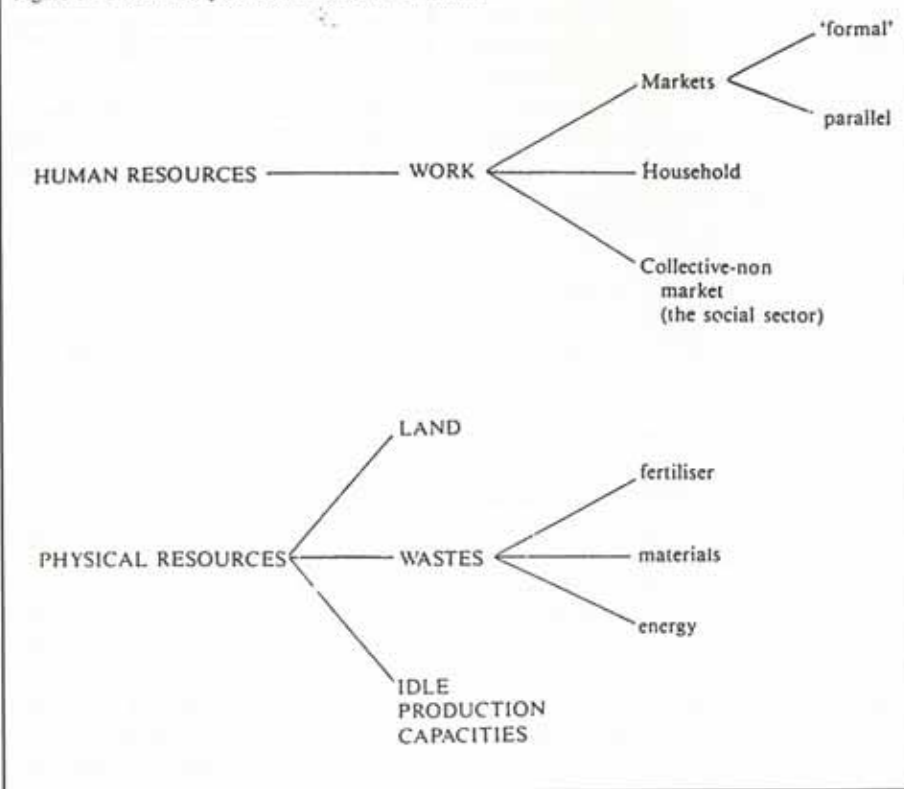 'formal'
Markets
parallel
HUMAN RESOURCES
WORK
Household
Collective-non
market
(the social sector)
LAND
fertiliser
PHYSICAL RESOURCES
WASTES
materials
energy
IDLE
PRODUCTION
CAPACITIES